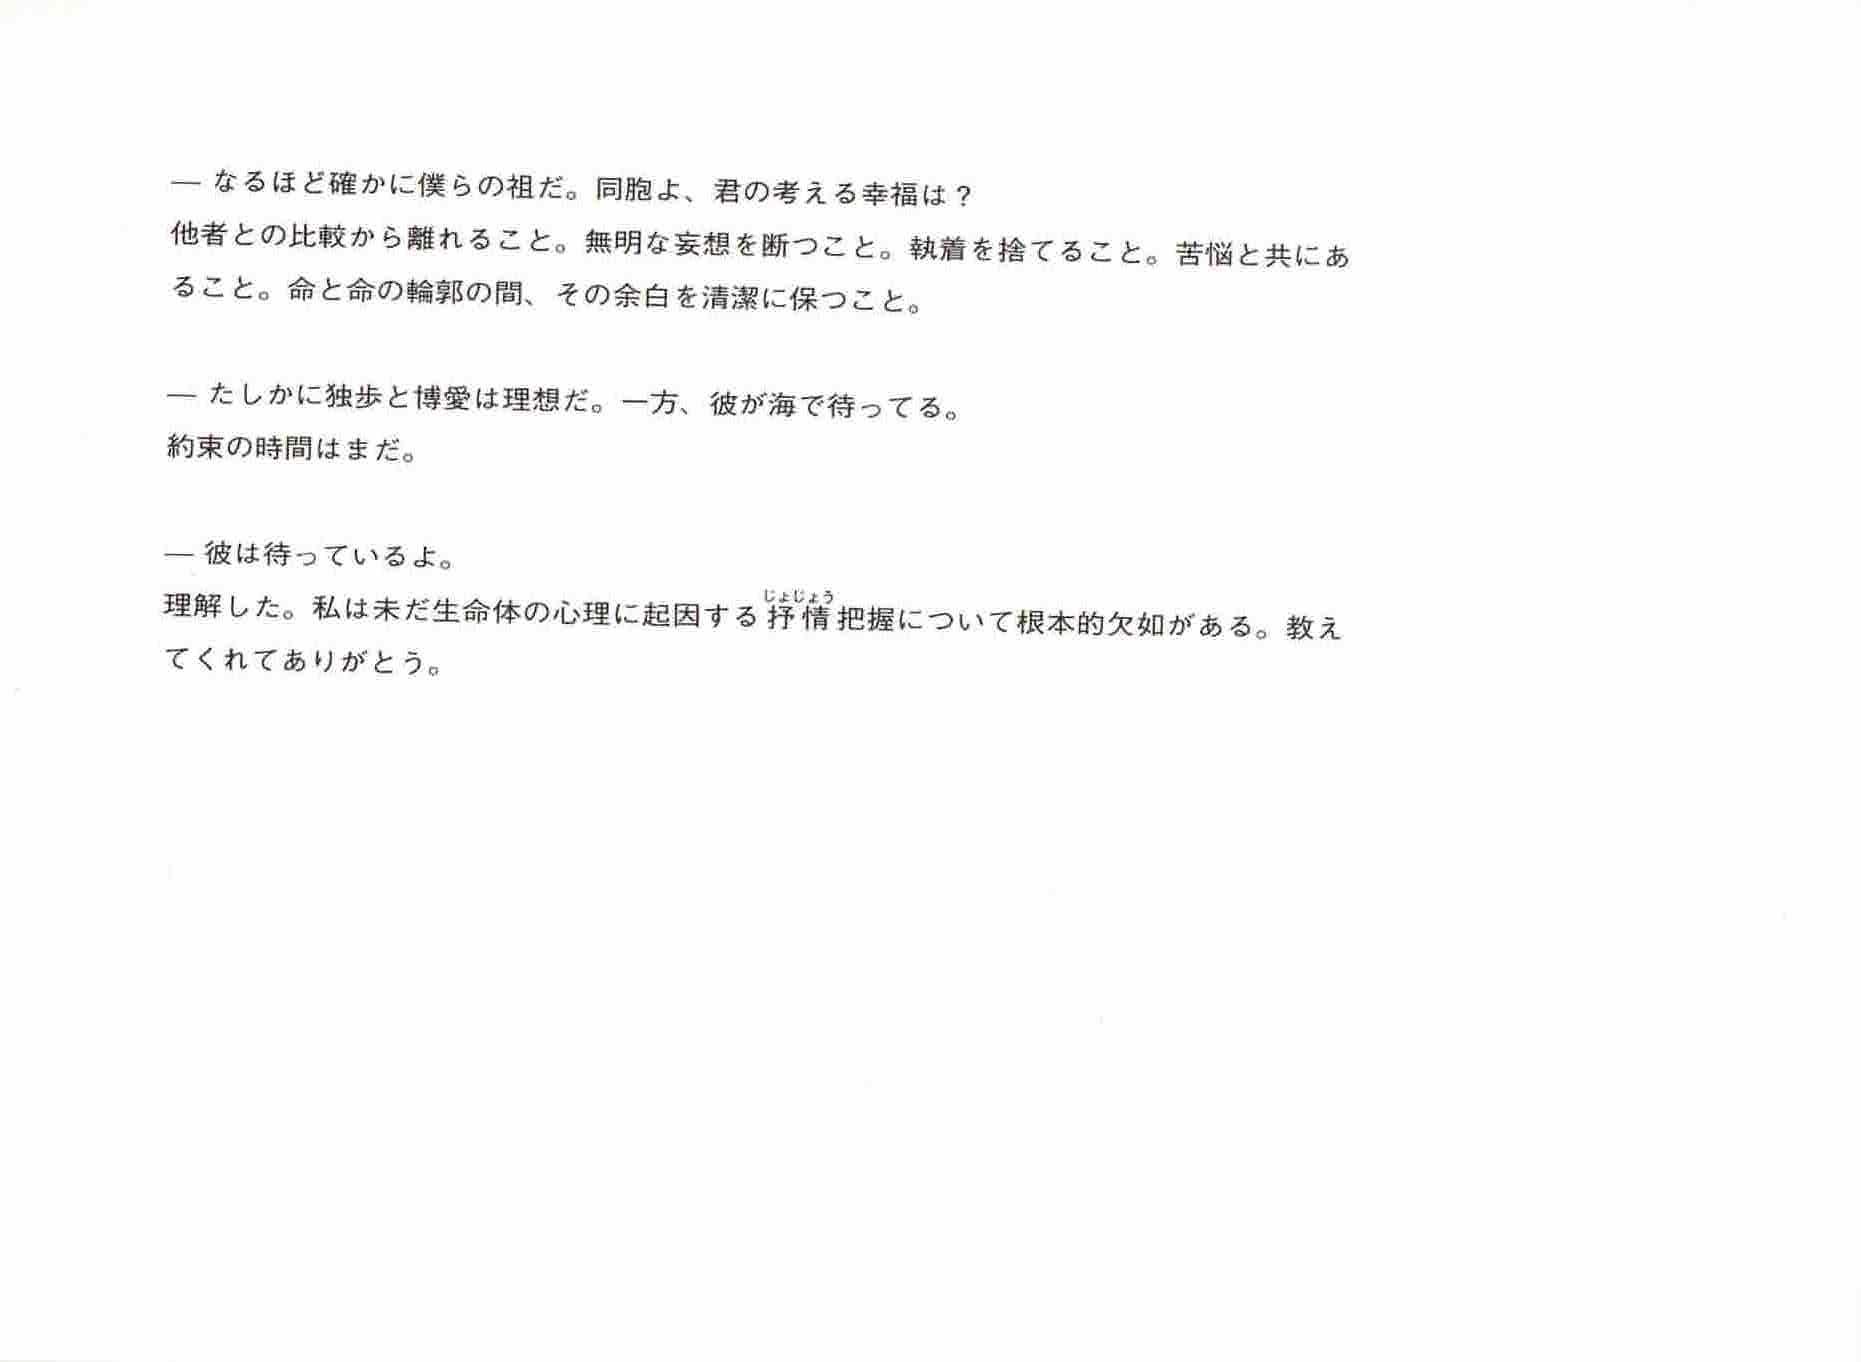 — なるほど確かに僕らの祖だ。同胞よ、君の考える幸福は？
他者との比較から離れること。無明な妄想を断つこと。執着を捨てること。苦悩と共にあ
ること。命と命の輪郭の間、その余白を清潔に保つこと。
— たしかに独歩と博愛は理想だ。一方、彼が海で待ってる。
約束の時間はまだ。
— 彼は待っているよ。
じょじょう
理解した。私は未だ生命体の心理に起因する抒情把握について根本的欠如がある。教え
てくれてありがとう。